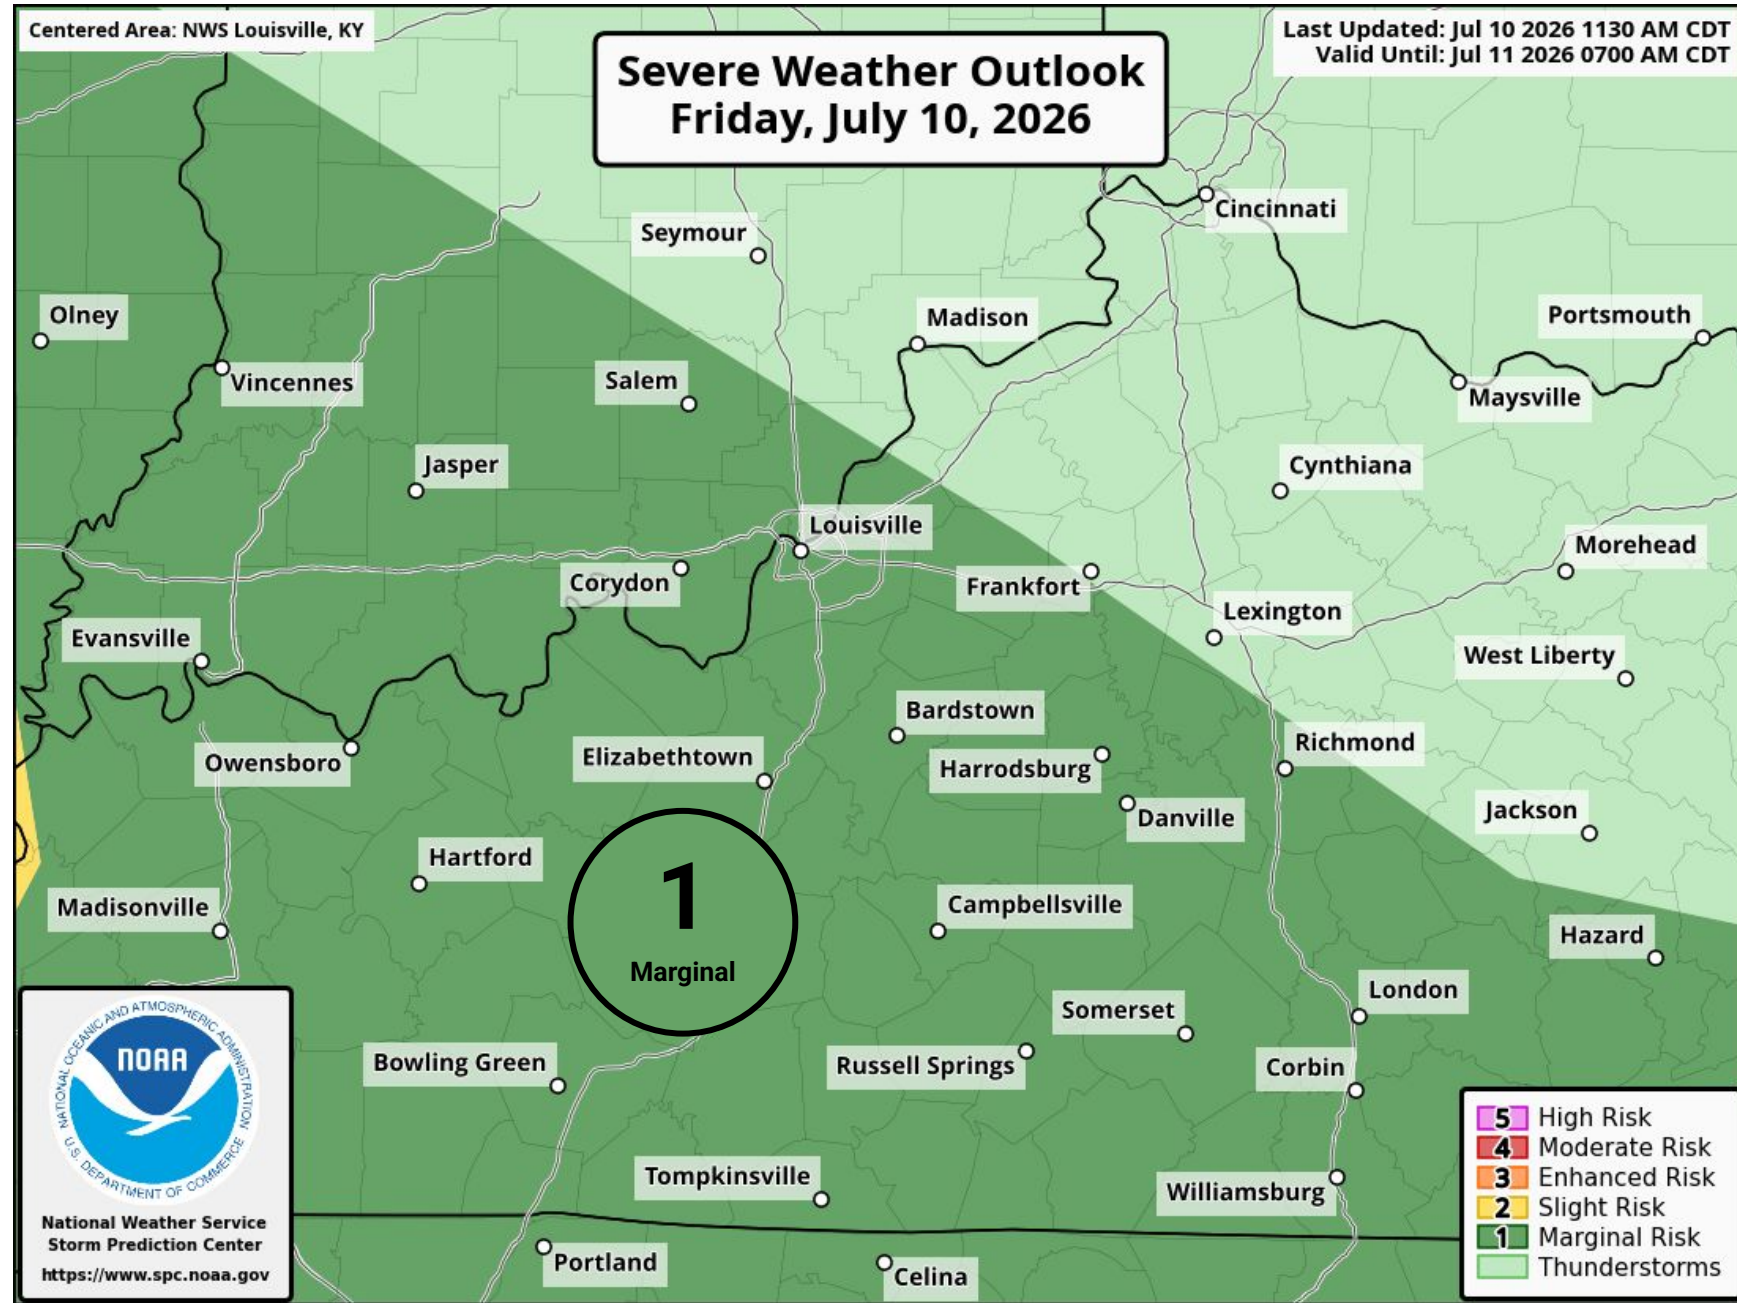 Centered Area: NWS Louisville, KY
Last Updated: Jul 10 2026 1130 AM CDT
Valid Until: Jul 11 2026 0700 AM CDT
Severe Weather Outlook
Friday, July 10, 2026
Cincinnati
Seymour
Olney
Madison
Portsmouth
Vincennes
Salem
Maysville
Jasper
Cynthiana
Louisville
Morehead
Corydon
Frankfort
Lexington
Evansville
West Liberty
Bardstown
Richmond
Owensboro
Elizabethtown
Harrodsburg
Jackson
Danville
Hartford
1
Marginal
Madisonville
Campbellsville
Hazard
London
Somerset
Bowling Green
Russell Springs
Corbin
Tompkinsville
Williamsburg
Portland
Celina
NATIONAL OCEANIC AND ATMOSPHERIC ADMINISTRATION
NOAA
U.S. DEPARTMENT OF COMMERCE
National Weather Service
Storm Prediction Center
https://www.spc.noaa.gov
5 High Risk
4 Moderate Risk
3 Enhanced Risk
2 Slight Risk
1 Marginal Risk
Thunderstorms